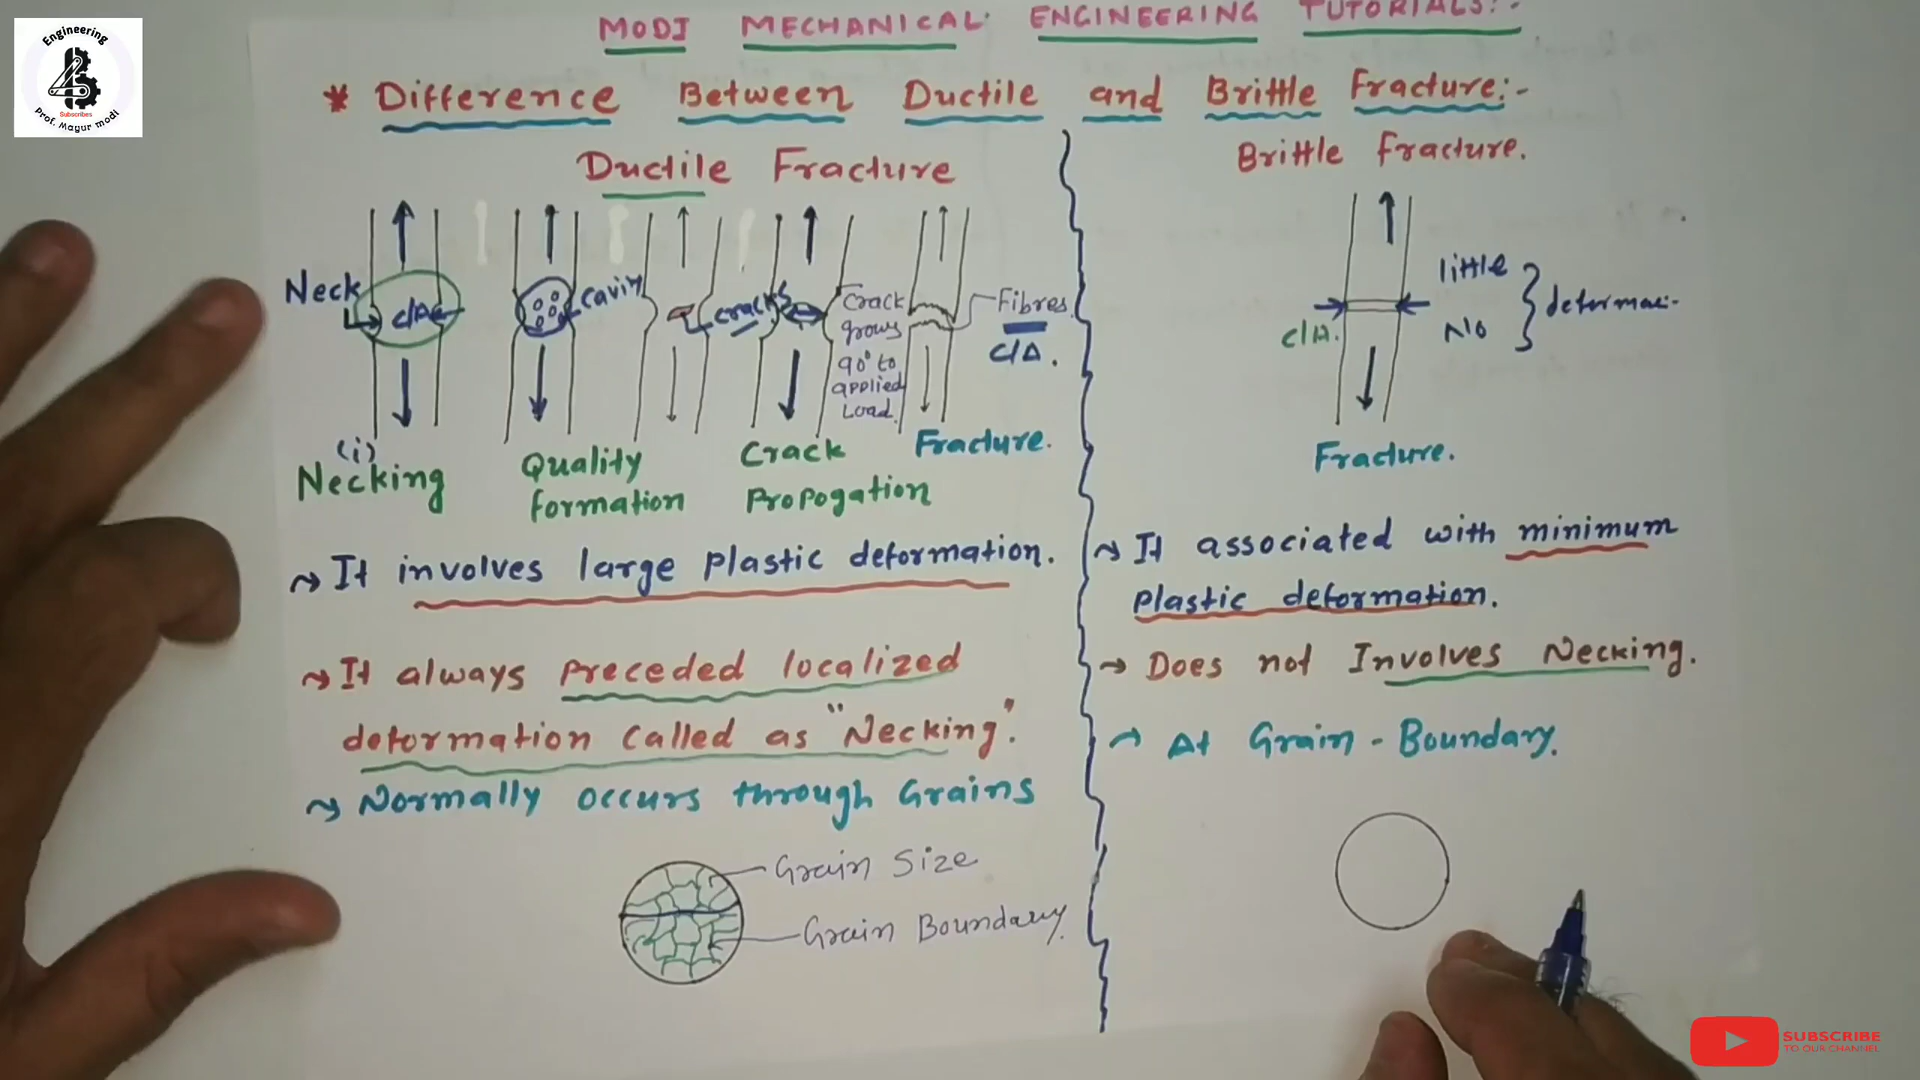 MODI MECHANICAL ENGINEERING TUTORIALS:-
Engineering
Subscribes
Prof. Mayur modi
* Difference Between Ductile and Brittle Fracture:-
Ductile Fracture
Neck
C/A
Cavity
cracks
Crack
grows
90° to
applied
Load
Fibres
C/A.
(i)
Necking
Quality
formation
Crack
Propogation
Fracture.
~> It involves large plastic deformation.
~> It always preceded localized
deformation called as "Necking".
~> Normally occurs through Grains
Grain Size
Grain Boundary
Brittle Fracture.
C/A.
little
N/O
deformaci-
Fracture.
~> It associated with minimum
plastic deformation.
~> Does not Involves Necking.
~> At Grain - Boundary.
SUBSCRIBE
TO OUR CHANNEL